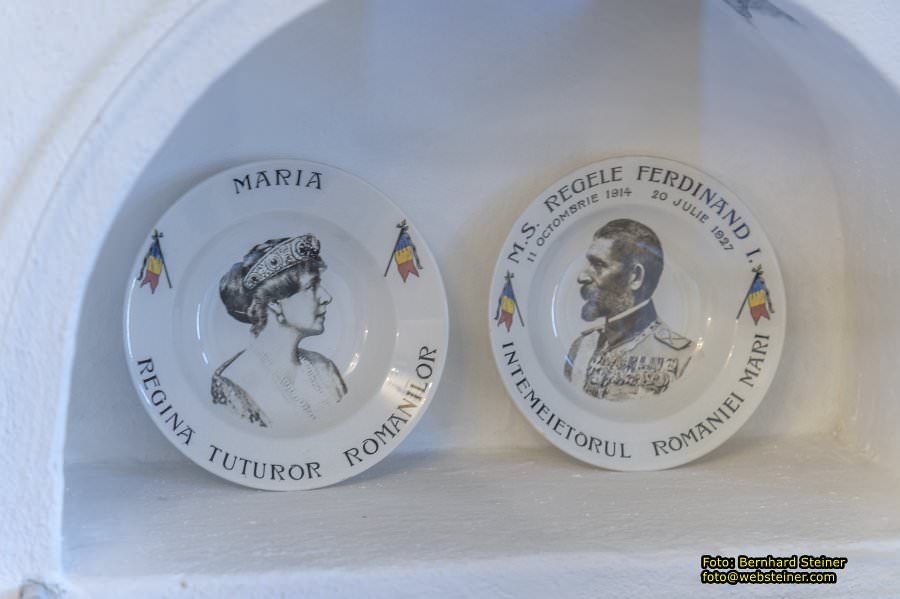 MARIA
REGINA TUTUROR ROMANILOR
M.S. REGELE FERDINAND I.
11 OCTOMBRIE 1914 20 JULIE 1927
INTEMEIETORUL ROMANIEI MARI
Foto: Bernhard Steiner
foto@websteiner.com